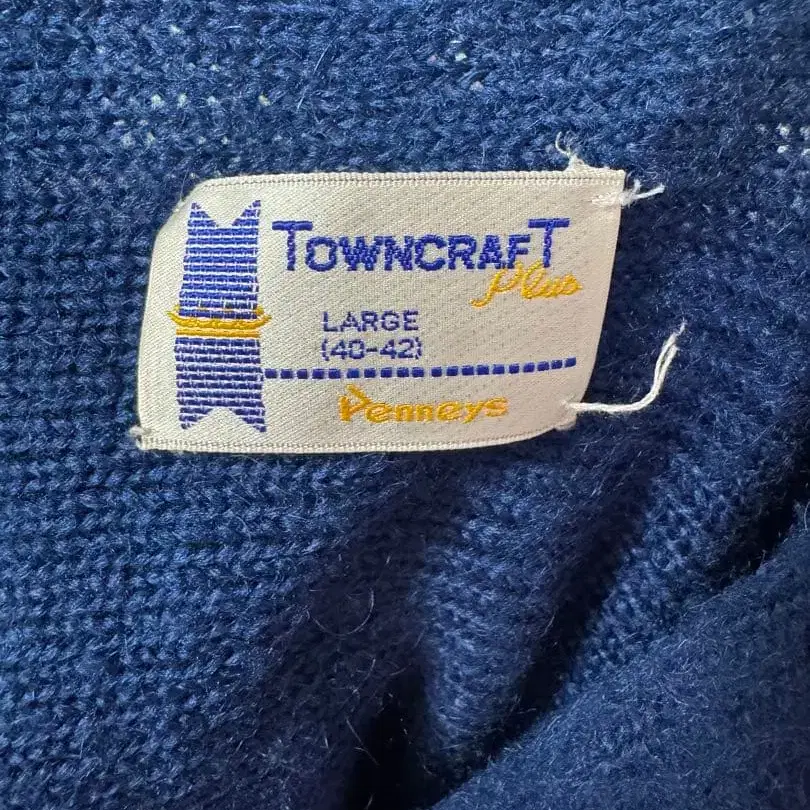 TOWNCRAFT
Plus
LARGE
(40-42)
Penneys